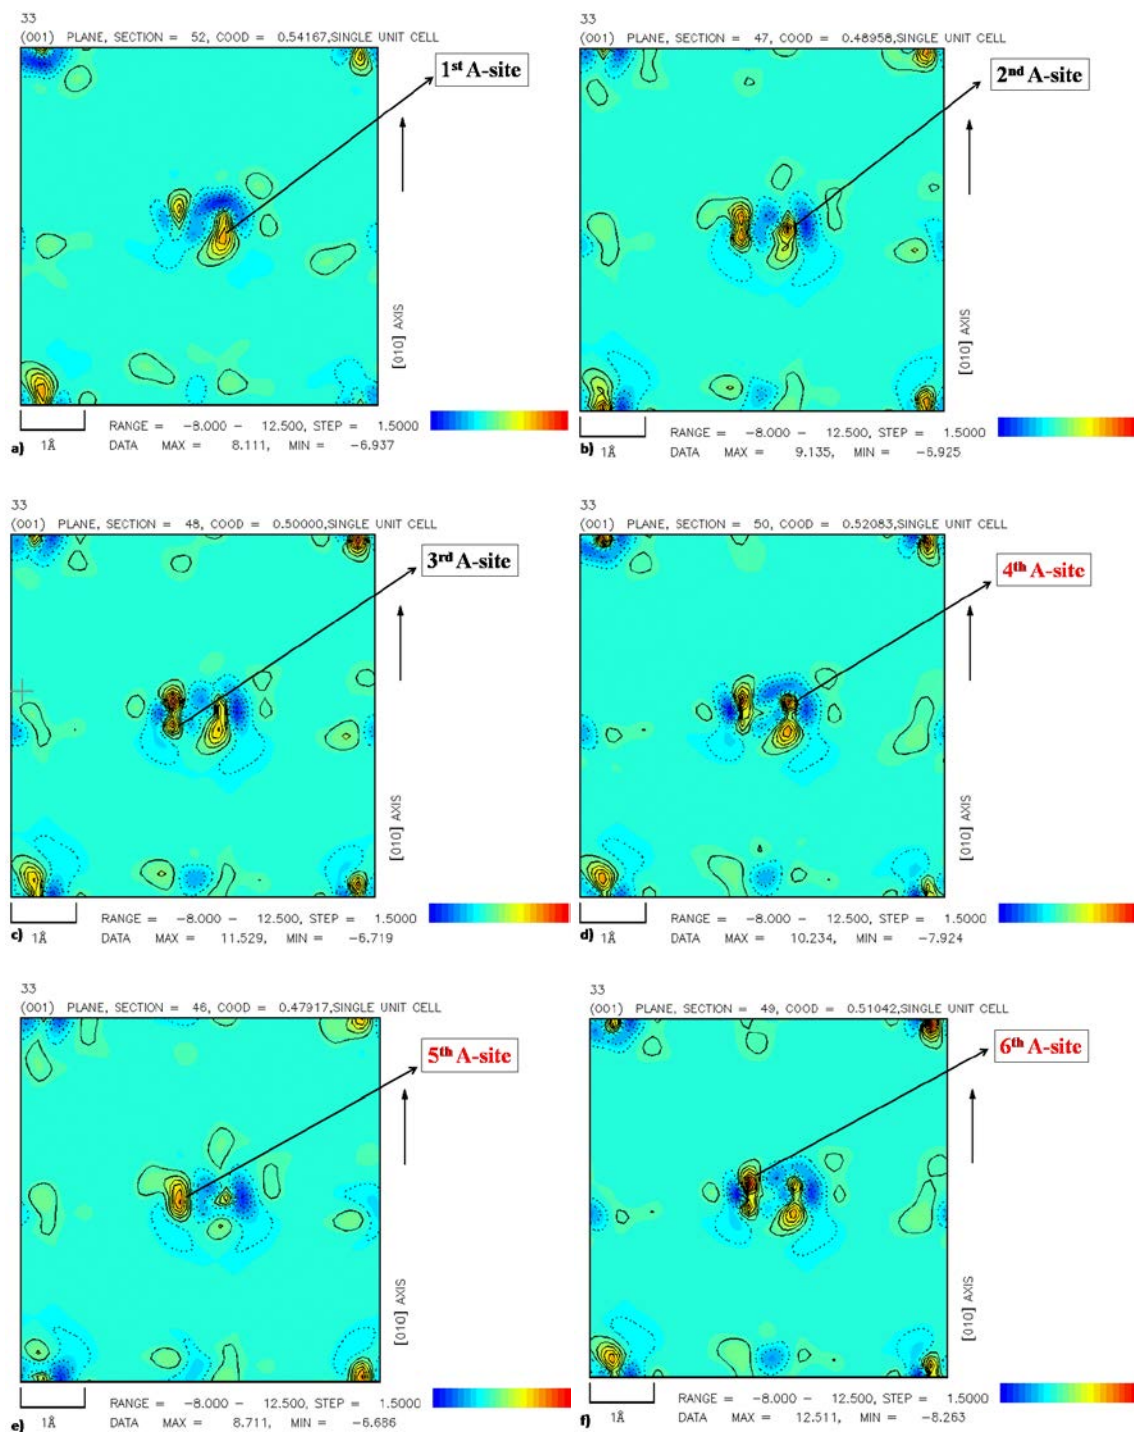 33
(001) PLANE, SECTION = 52, COOD = 0.54167,SINGLE UNIT CELL
1st A-site
[010] AXIS
1Å
RANGE = -8.000 - 12.500, STEP = 1.5000
DATA MAX = 8.111, MIN = -6.937
a)
33
(001) PLANE, SECTION = 47, COOD = 0.48958,SINGLE UNIT CELL
2nd A-site
[010] AXIS
1Å
RANGE = -8.000 - 12.500, STEP = 1.5000
DATA MAX = 9.135, MIN = -5.925
b)
33
(001) PLANE, SECTION = 48, COOD = 0.50000,SINGLE UNIT CELL
3rd A-site
[010] AXIS
1Å
RANGE = -8.000 - 12.500, STEP = 1.5000
DATA MAX = 11.529, MIN = -6.719
c)
33
(001) PLANE, SECTION = 50, COOD = 0.52083,SINGLE UNIT CELL
4th A-site
[010] AXIS
1Å
RANGE = -8.000 - 12.500, STEP = 1.5000
DATA MAX = 10.234, MIN = -7.924
d)
33
(001) PLANE, SECTION = 46, COOD = 0.47917,SINGLE UNIT CELL
5th A-site
[010] AXIS
1Å
RANGE = -8.000 - 12.500, STEP = 1.5000
DATA MAX = 8.711, MIN = -6.686
e)
33
(001) PLANE, SECTION = 49, COOD = 0.51042,SINGLE UNIT CELL
6th A-site
[010] AXIS
1Å
RANGE = -8.000 - 12.500, STEP = 1.5000
DATA MAX = 12.511, MIN = -8.263
f)